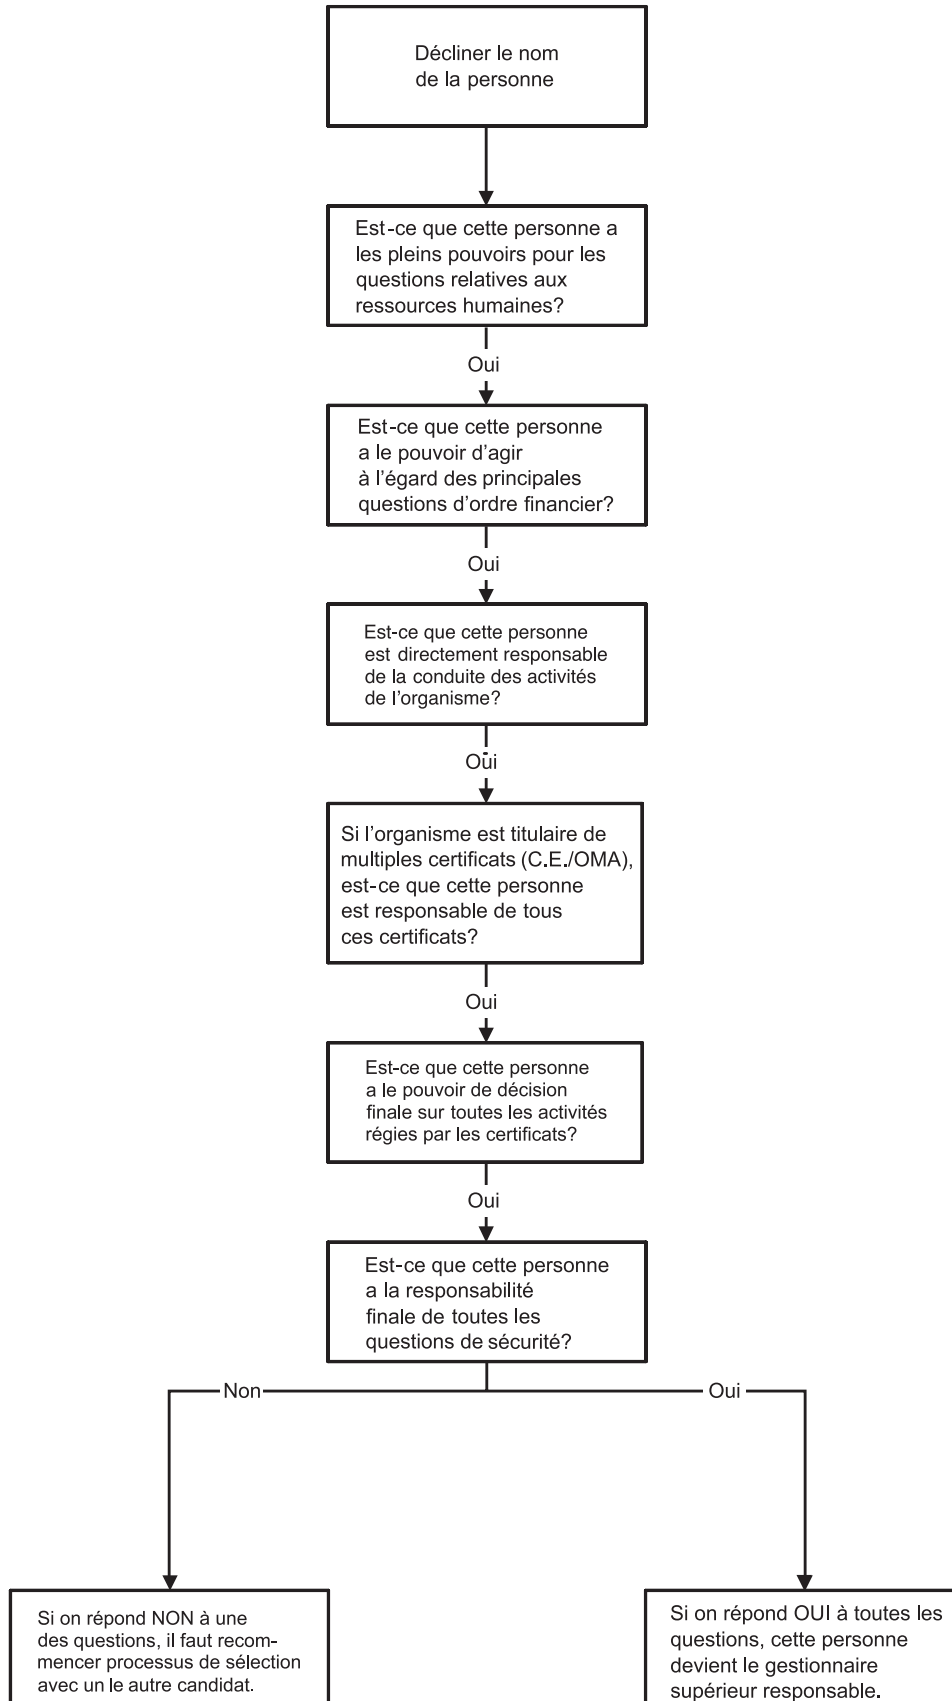 Décliner le nom
de la personne
Est-ce que cette personne a
les pleins pouvoirs pour les
questions relatives aux
ressources humaines?
Oui
Est-ce que cette personne
a le pouvoir d'agir
à l'égard des principales
questions d'ordre financier?
Oui
Est-ce que cette personne
est directement responsable
de la conduite des activités
de l'organisme?
Oui
Si l'organisme est titulaire de
multiples certificats (C.E./OMA),
est-ce que cette personne
est responsable de tous
ces certificats?
Oui
Est-ce que cette personne
a le pouvoir de décision
finale sur toutes les activités
régies par les certificats?
Oui
Est-ce que cette personne
a la responsabilité
finale de toutes les
questions de sécurité?
Non
Oui
Si on répond NON à une
des questions, il faut recom-
mencer processus de sélection
avec un le autre candidat.
Si on répond OUI à toutes les
questions, cette personne
devient le gestionnaire
supérieur responsable.